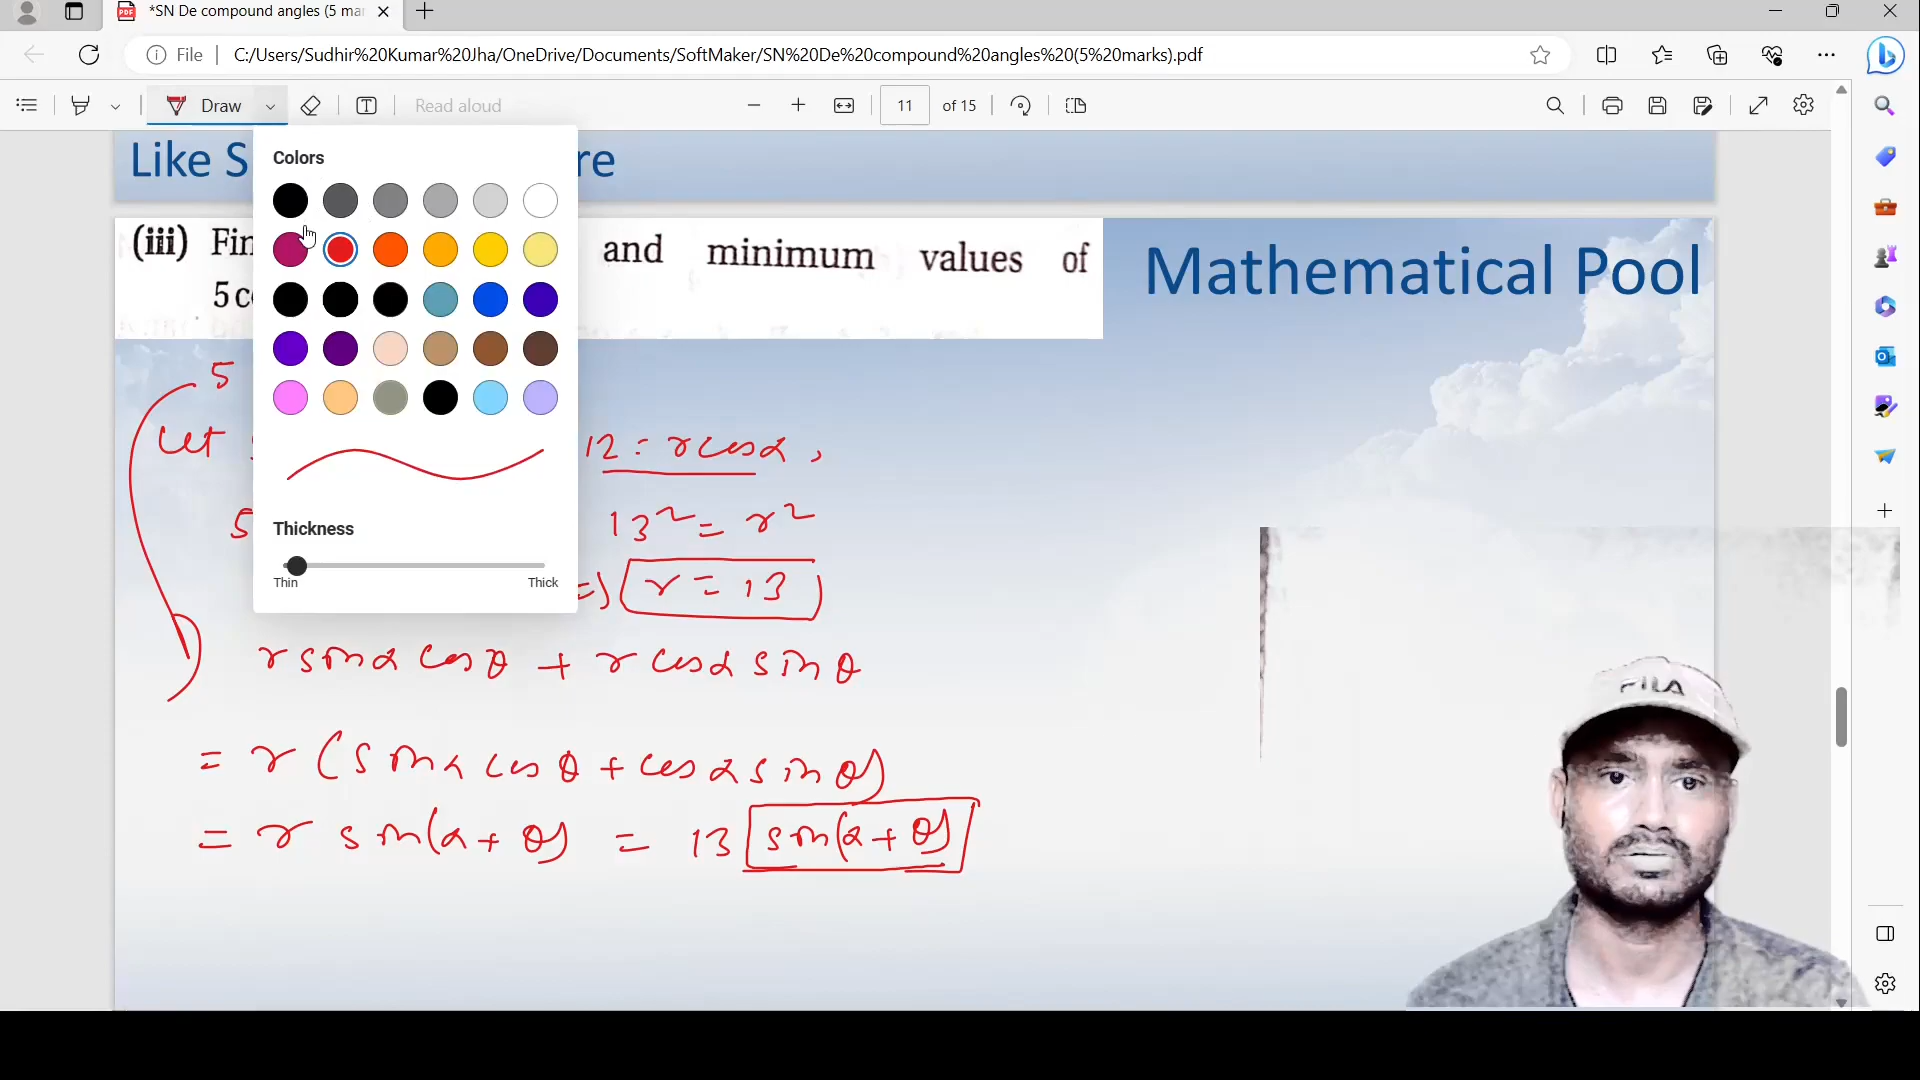 *SN De compound angles (5 mar
File
C:/Users/Sudhir%20Kumar%20Jha/OneDrive/Documents/SoftMaker/SN%20De%20compound%20angles%20(5%20marks).pdf
Draw
Read aloud
11 of 15
Like S re
Colors
(iii) Fin and minimum values of
5 co
Mathematical Pool
5
Let 12 = r cos α ,
5 13² = r²
Thickness
Thin Thick
=) r = 13
r sin α cos θ + r cos α sin θ
= r (sin α cos θ + cos α sin θ)
= r sin(α + θ) = 13 sin(α + θ)
FILA